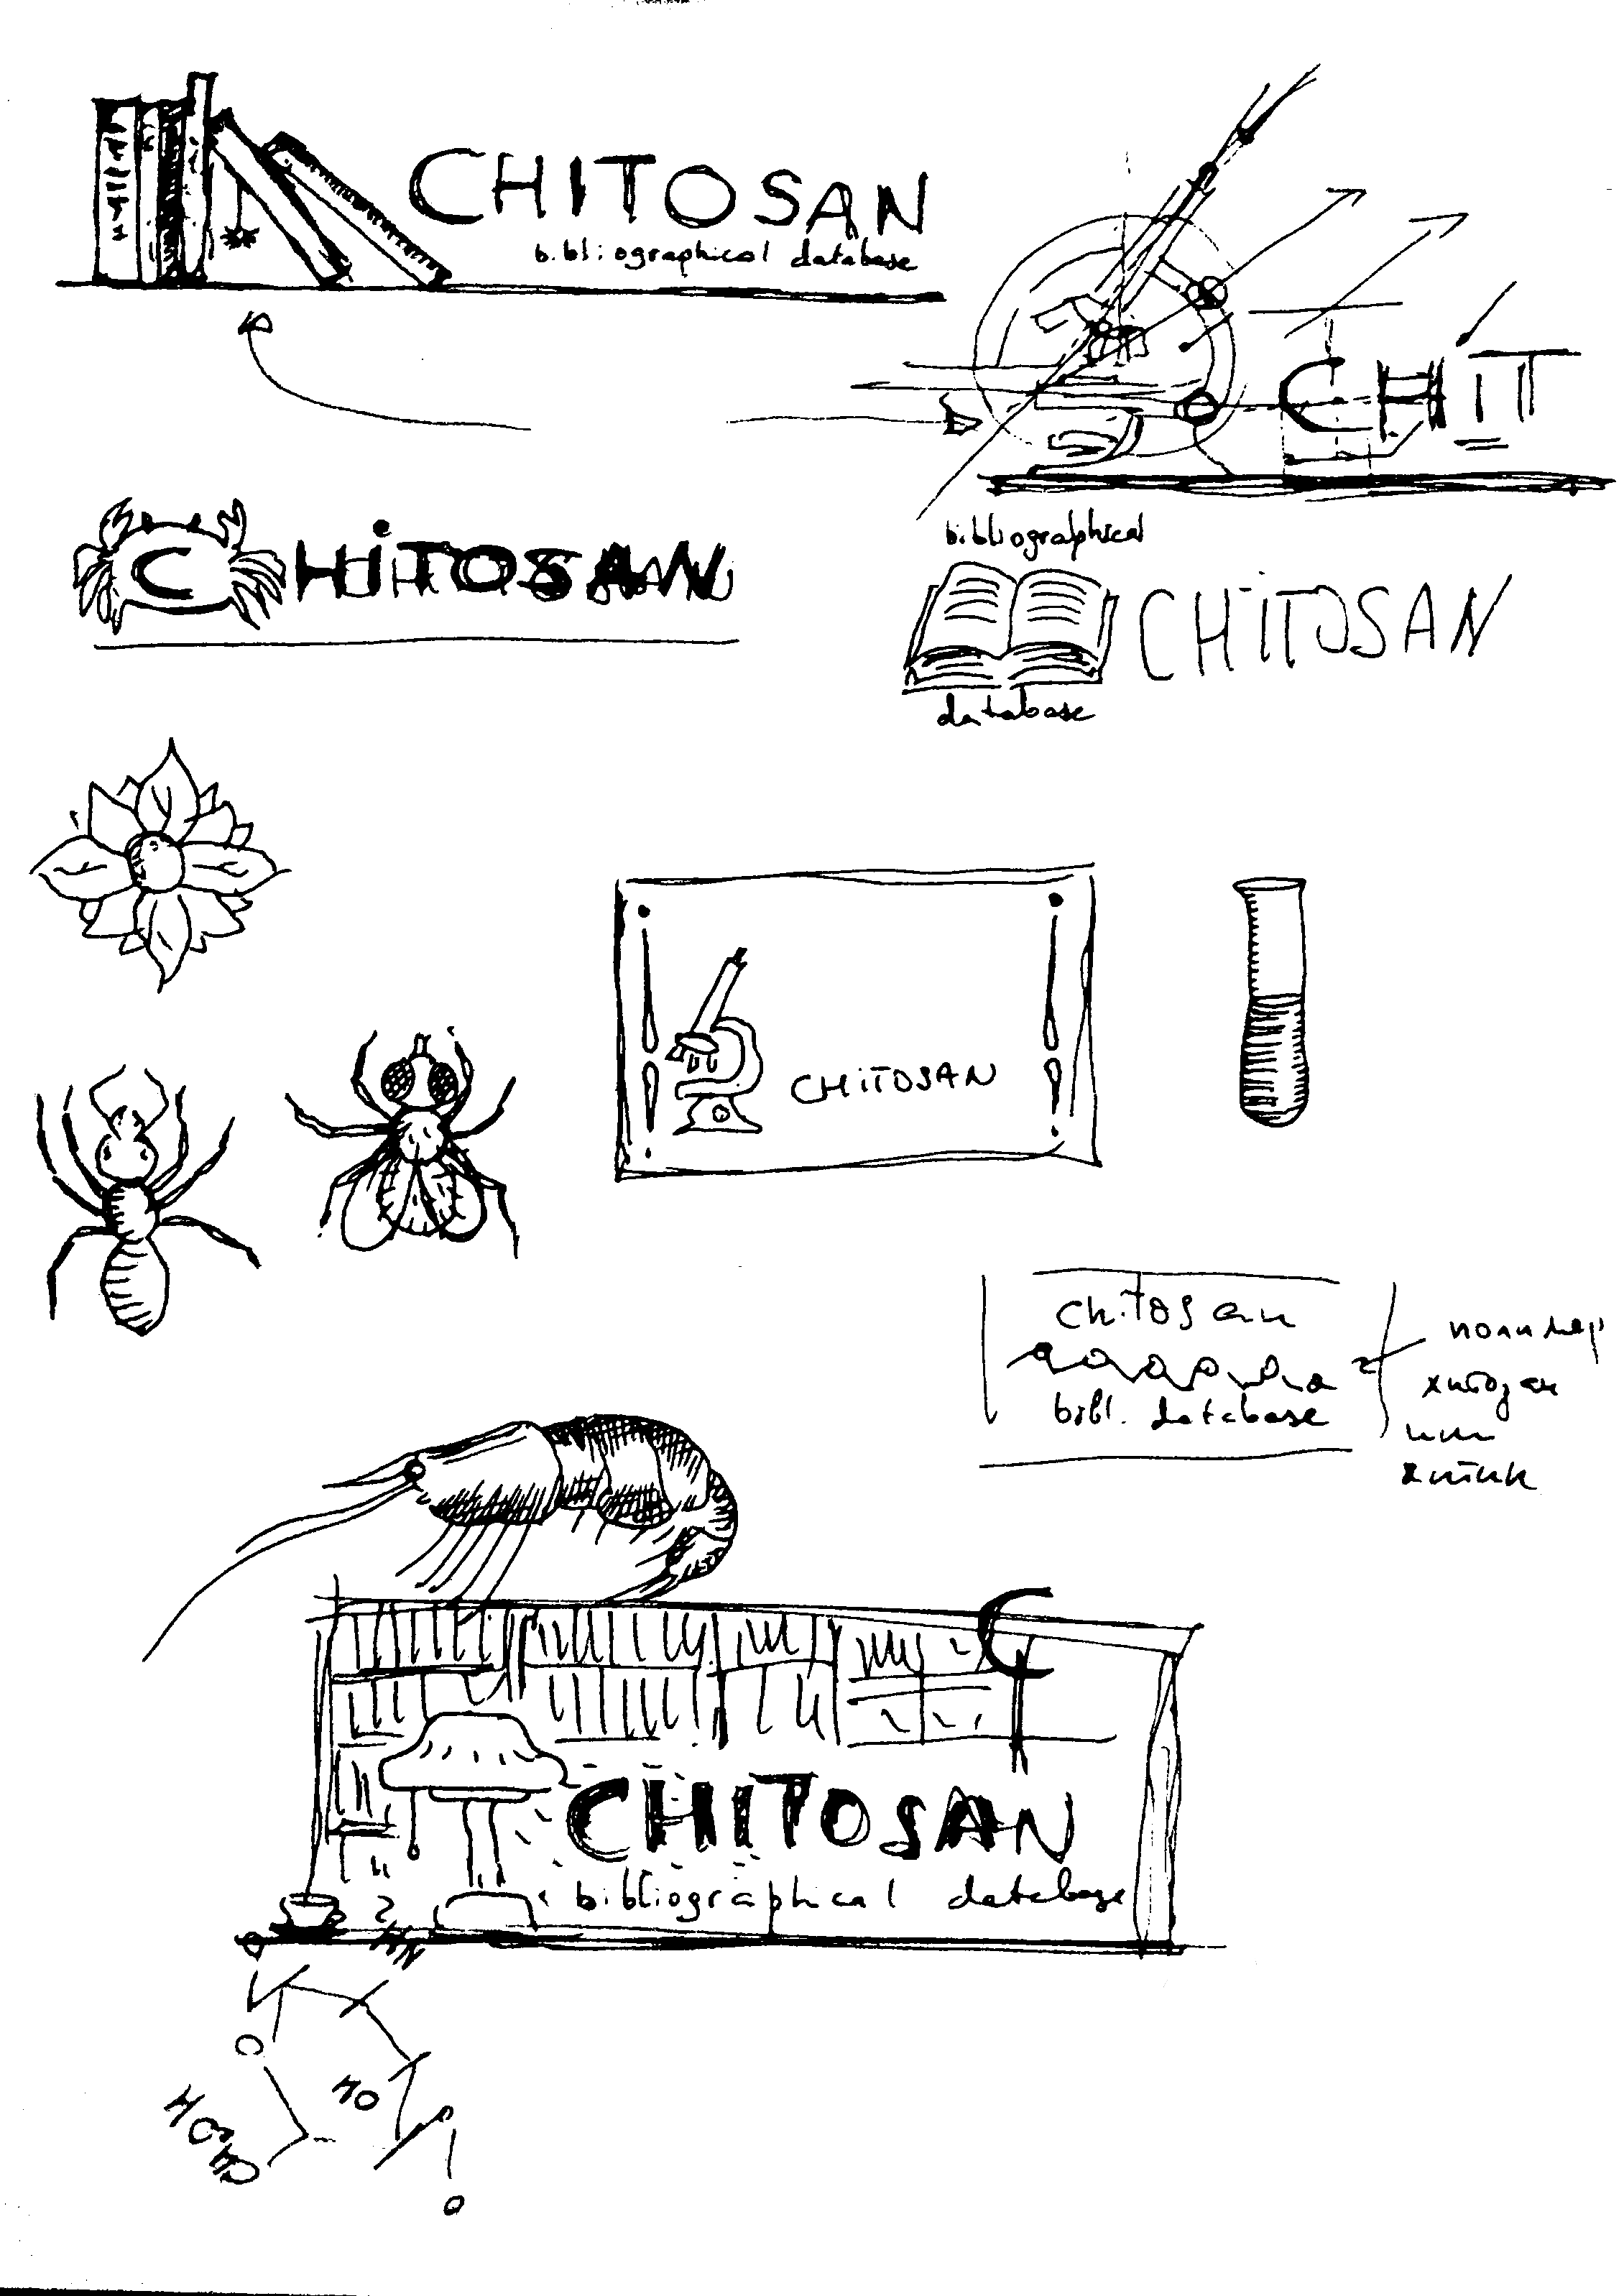 CHITOSAN
bibliographical database
CHIT
CHiTOSAN
bibliographical
CHITOSAN
database
CHiTOSAN
chitosan
bibl. database
полимер
хитозан
или
хитин
C
CHITOSAN
bibliographical database
C
HO
O